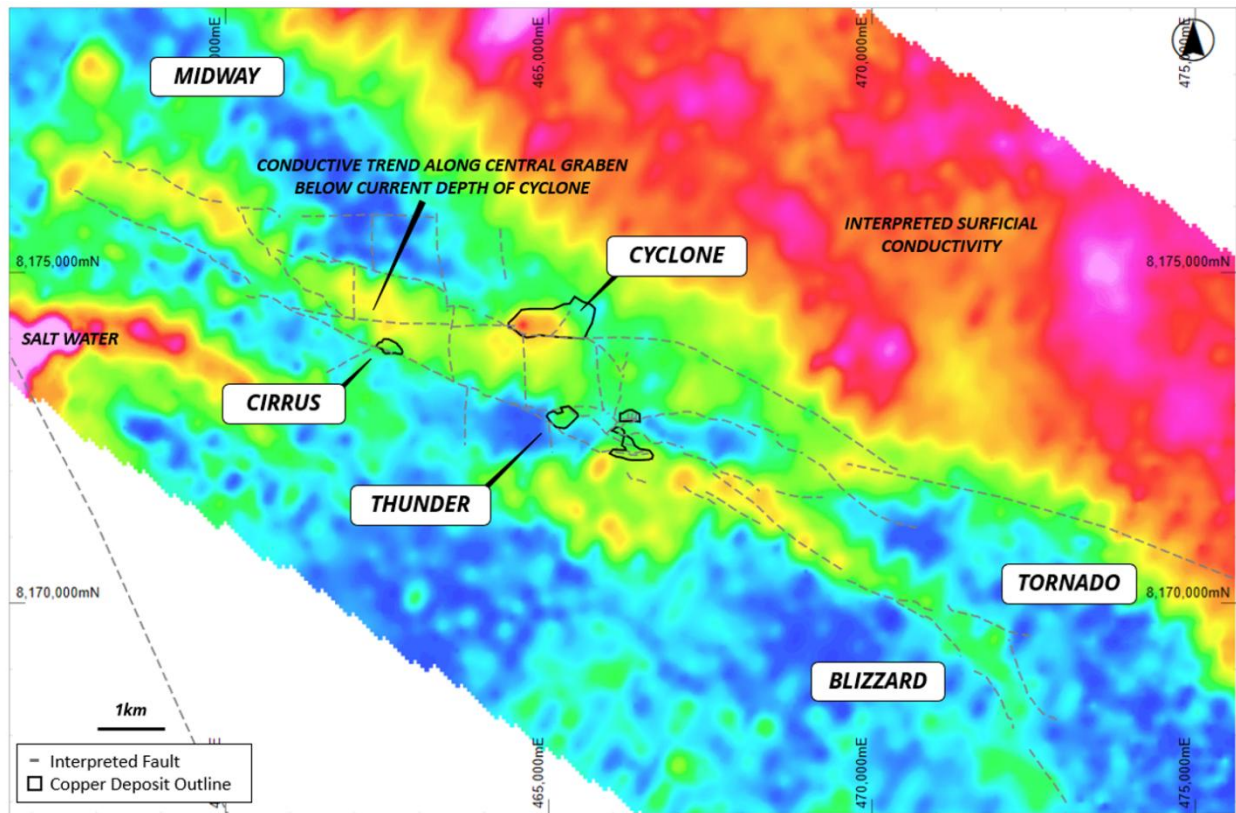 ,000mE
465,000mE
470,000mE
475,000mE
MIDWAY
CONDUCTIVE TREND ALONG CENTRAL GRABEN
BELOW CURRENT DEPTH OF CYCLONE
INTERPRETED SURFICIAL
CONDUCTIVITY
CYCLONE
8,175,000mN
8,175,000mN
SALT WATER
CIRRUS
THUNDER
TORNADO
8,170,000mN
8,170,000mN
BLIZZARD
1km
465,000mE
470,000mE
475,000mE
Interpreted Fault
Copper Deposit Outline